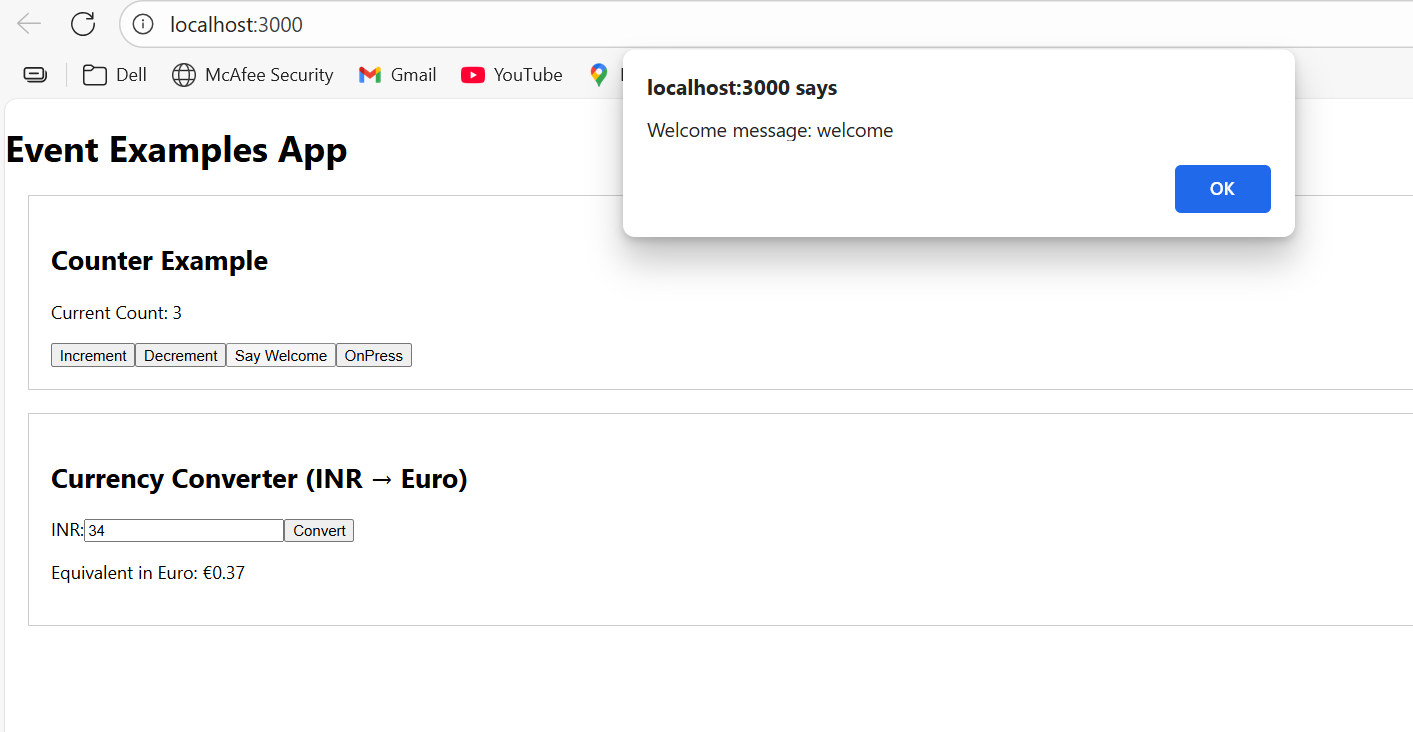 localhost:3000
Dell McAfee Security Gmail YouTube
localhost:3000 says
Welcome message: welcome
OK
Event Examples App
Counter Example
Current Count: 3
Increment Decrement Say Welcome OnPress
Currency Converter (INR → Euro)
INR: 34 Convert
Equivalent in Euro: €0.37